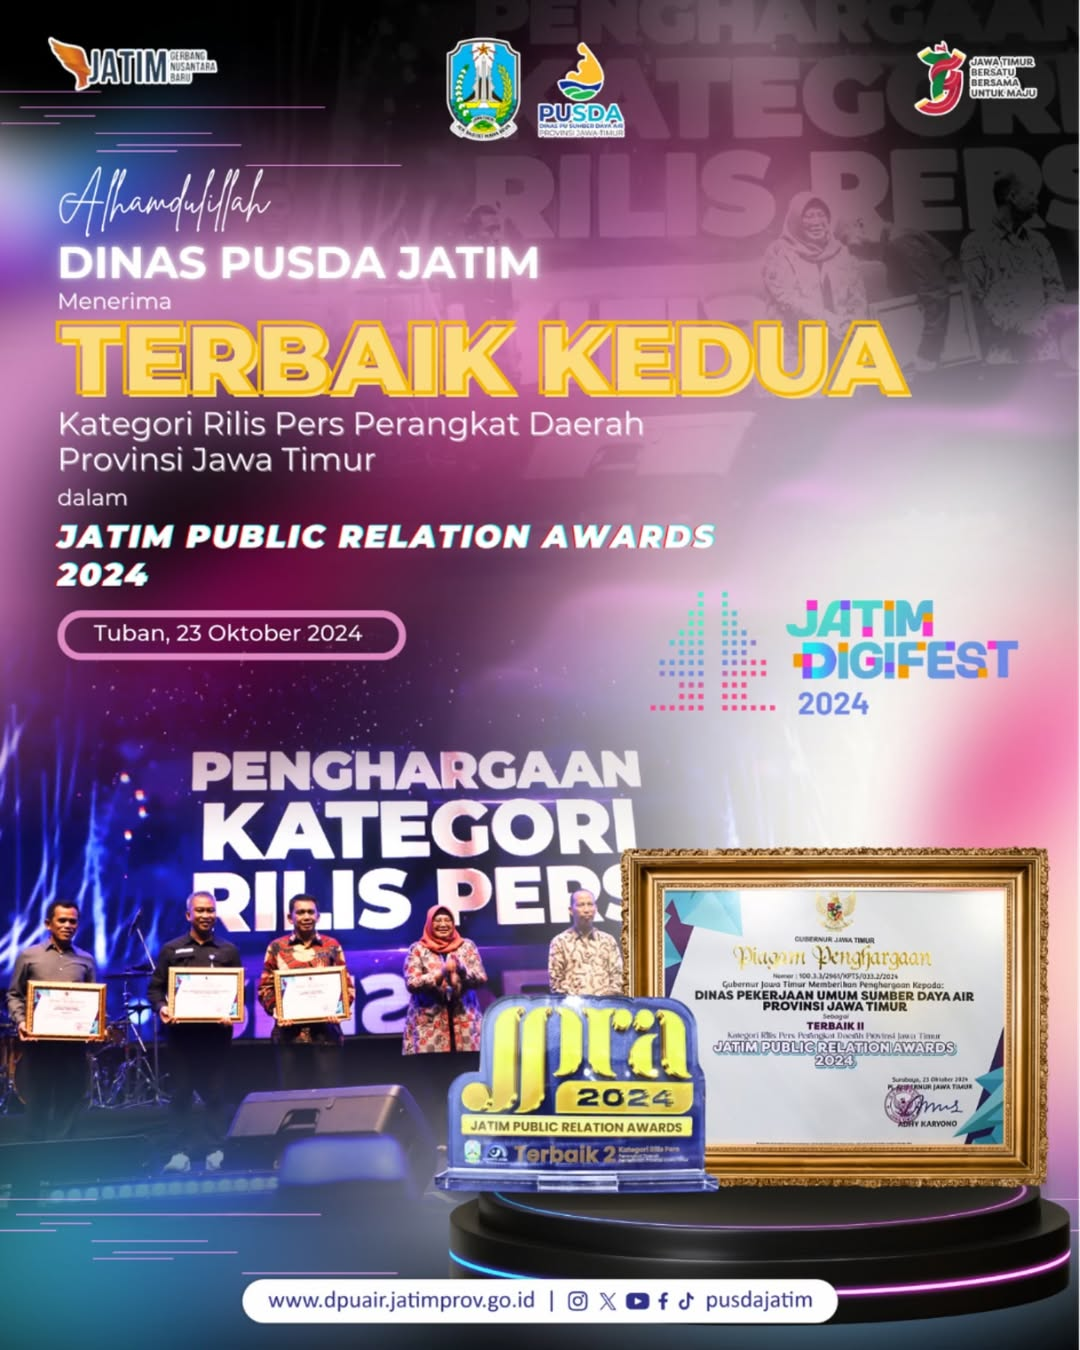 JATIM
GERBANG
NUSANTARA
BARU
PUSDA
DINAS PU SUMBER DAYA AIR
PROVINSI JAWA TIMUR
JAWA TIMUR
BERSATU
BERSAMA
UNTUK MAJU
PENGHARGAAN
KATEGORI
RILIS PERS
Alhamdulillah
DINAS PUSDA JATIM
Menerima
TERBAIK KEDUA
Kategori Rilis Pers Perangkat Daerah
Provinsi Jawa Timur
dalam
JATIM PUBLIC RELATION AWARDS
2024
Tuban, 23 Oktober 2024
JATIM
DIGIFEST
2024
PENGHARGAAN
KATEGORI
RILIS PERS
GUBERNUR JAWA TIMUR
Piagam Penghargaan
Nomor : 100.3.3/2961/KPTS/033.2/2024
Gubernur Jawa Timur Memberikan Penghargaan Kepada:
DINAS PEKERJAAN UMUM SUMBER DAYA AIR
PROVINSI JAWA TIMUR
Sebagai
TERBAIK II
Kategori Rilis Pers Perangkat Daerah Provinsi Jawa Timur
JATIM PUBLIC RELATION AWARDS
2024
Surabaya, 23 Oktober 2024
Pj. GUBERNUR JAWA TIMUR
ADHY KARYONO
jpra
2024
JATIM PUBLIC RELATION AWARDS
Terbaik 2
Kategori Rilis Pers
www.dpuair.jatimprov.go.id | pusdajatim